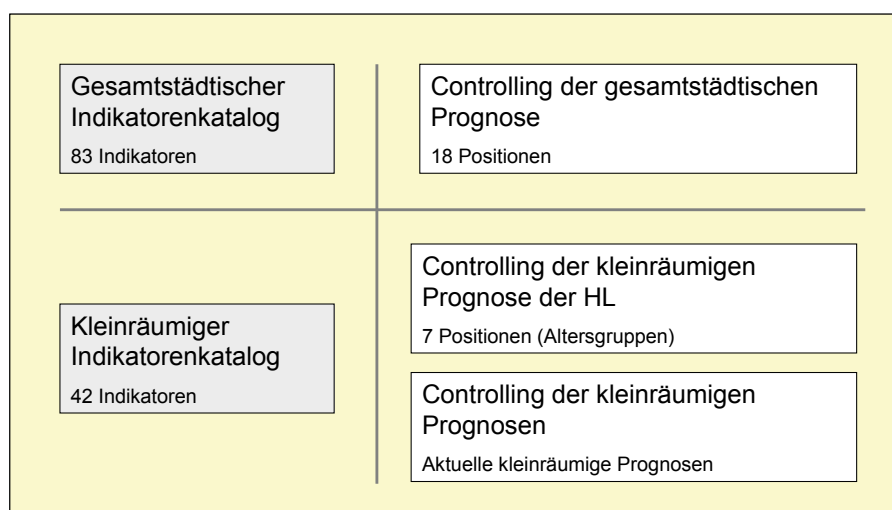 Gesamtstädtischer
Indikatorenkatalog
83 Indikatoren
Controlling der gesamtstädtischen
Prognose
18 Positionen
Kleinräumiger
Indikatorenkatalog
42 Indikatoren
Controlling der kleinräumigen
Prognose der HL
7 Positionen (Altersgruppen)
Controlling der kleinräumigen
Prognosen
Aktuelle kleinräumige Prognosen